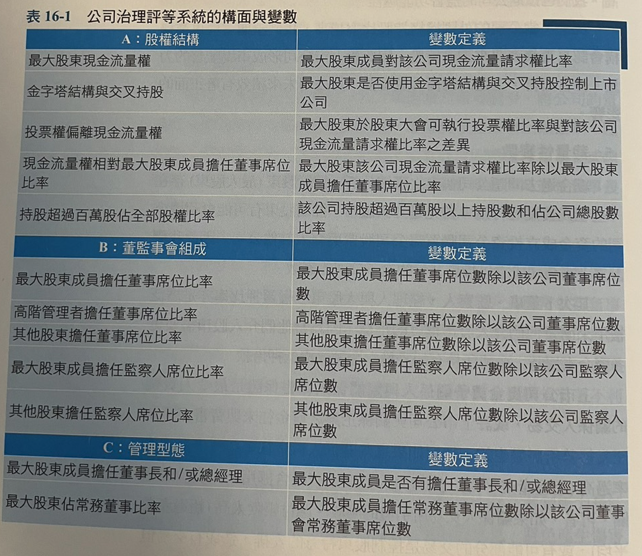 表 16-1 公司治理評等系統的構面與變數
A：股權結構 變數定義
最大股東現金流量權 最大股東成員對該公司現金流量請求權比率
金字塔結構與交叉持股 最大股東是否使用金字塔結構與交叉持股控制上市
公司
投票權偏離現金流量權 最大股東於股東大會可執行投票權比率與對該公司
現金流量請求權比率之差異
現金流量權相對最大股東成員擔任董事席位
比率
最大股東該公司現金流量請求權比率除以最大股東
成員擔任董事席位比率
持股超過百萬股佔全部股權比率 該公司持股超過百萬股以上持股數和佔公司總股數
比率
B：董監事會組成 變數定義
最大股東成員擔任董事席位比率 最大股東成員擔任董事席位數除以該公司董事席位
數
高階管理者擔任董事席位比率 高階管理者擔任董事席位數除以該公司董事席位數
其他股東擔任董事席位比率 其他股東擔任董事席位數除以該公司董事席位數
最大股東成員擔任監察人席位比率 最大股東成員擔任監察人席位數除以該公司監察人
席位數
其他股東擔任監察人席位比率 其他股東成員擔任監察人席位數除以該公司監察人
席位數
C：管理型態 變數定義
最大股東成員擔任董事長和/或總經理 最大股東成員是否有擔任董事長和/或總經理
最大股東佔常務董事比率 最大股東成員擔任常務董事席位數除以該公司董事
會常務董事席位數